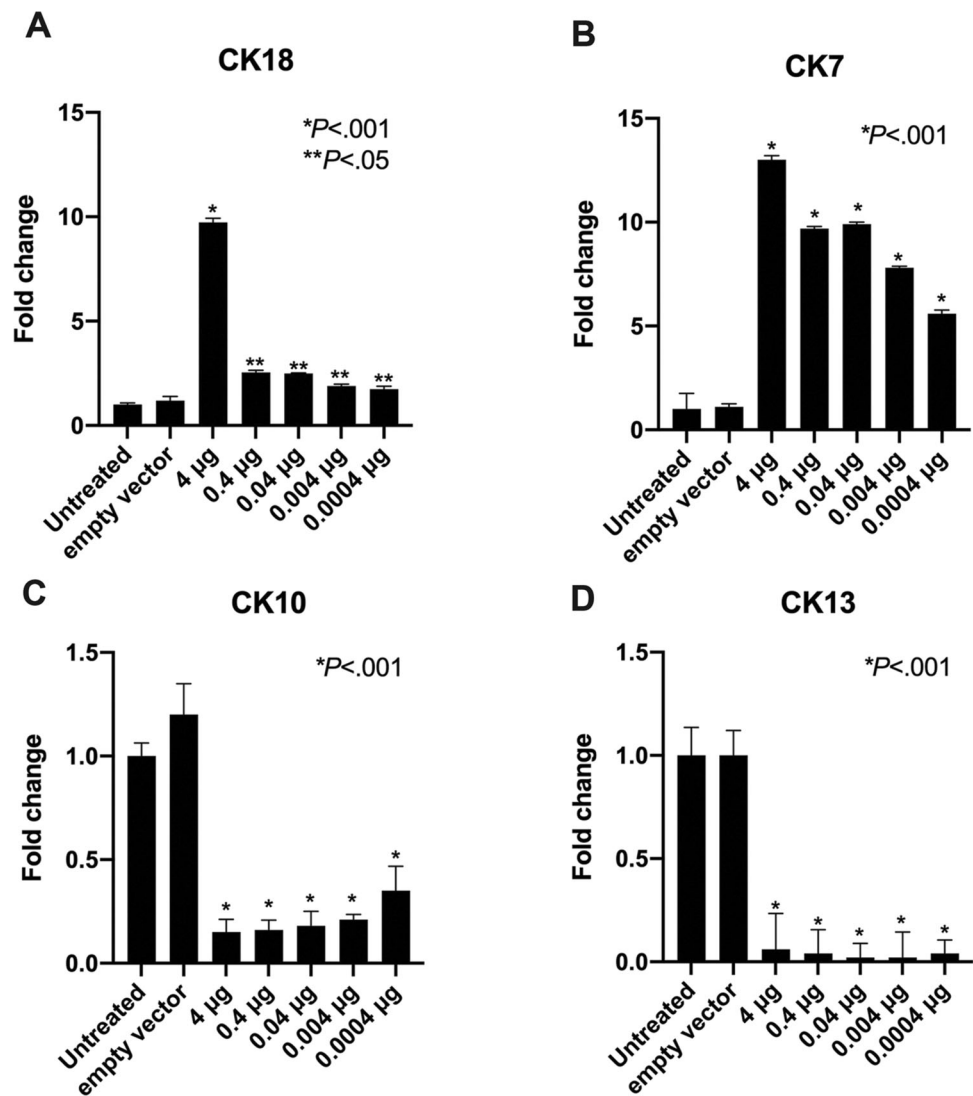 A
CK18
*P<.001
**P<.05
Fold change
15
10
5
0
*
**
**
**
**
Untreated
empty vector
4 µg
0.4 µg
0.04 µg
0.004 µg
0.0004 µg
B
CK7
*P<.001
Fold change
15
10
5
0
*
*
*
*
*
Untreated
empty vector
4 µg
0.4 µg
0.04 µg
0.004 µg
0.0004 µg
C
CK10
*P<.001
Fold change
1.5
1.0
0.5
0.0
*
*
*
*
*
Untreated
empty vector
4 µg
0.4 µg
0.04 µg
0.004 µg
0.0004 µg
D
CK13
*P<.001
Fold change
1.5
1.0
0.5
0.0
*
*
*
*
*
Untreated
empty vector
4 µg
0.4 µg
0.04 µg
0.004 µg
0.0004 µg